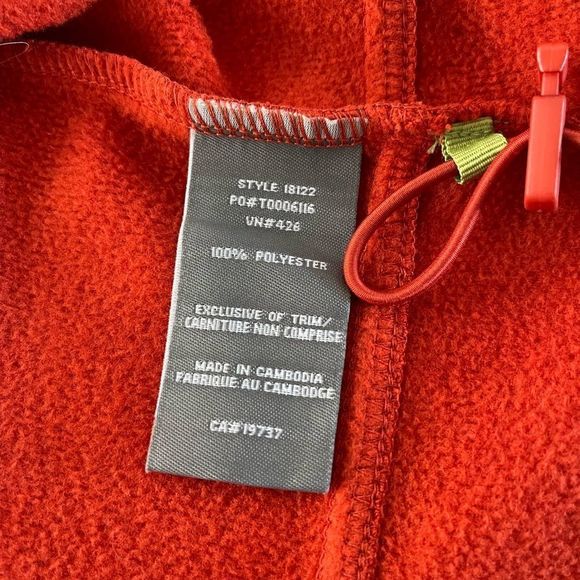 STYLE 18122
PO#T0006116
VN#426
100% POLYESTER
EXCLUSIVE OF TRIM/
CARNITURE NON COMPRISE
MADE IN CAMBODIA
FABRIQUE AU CAMBODGE
CA#19737